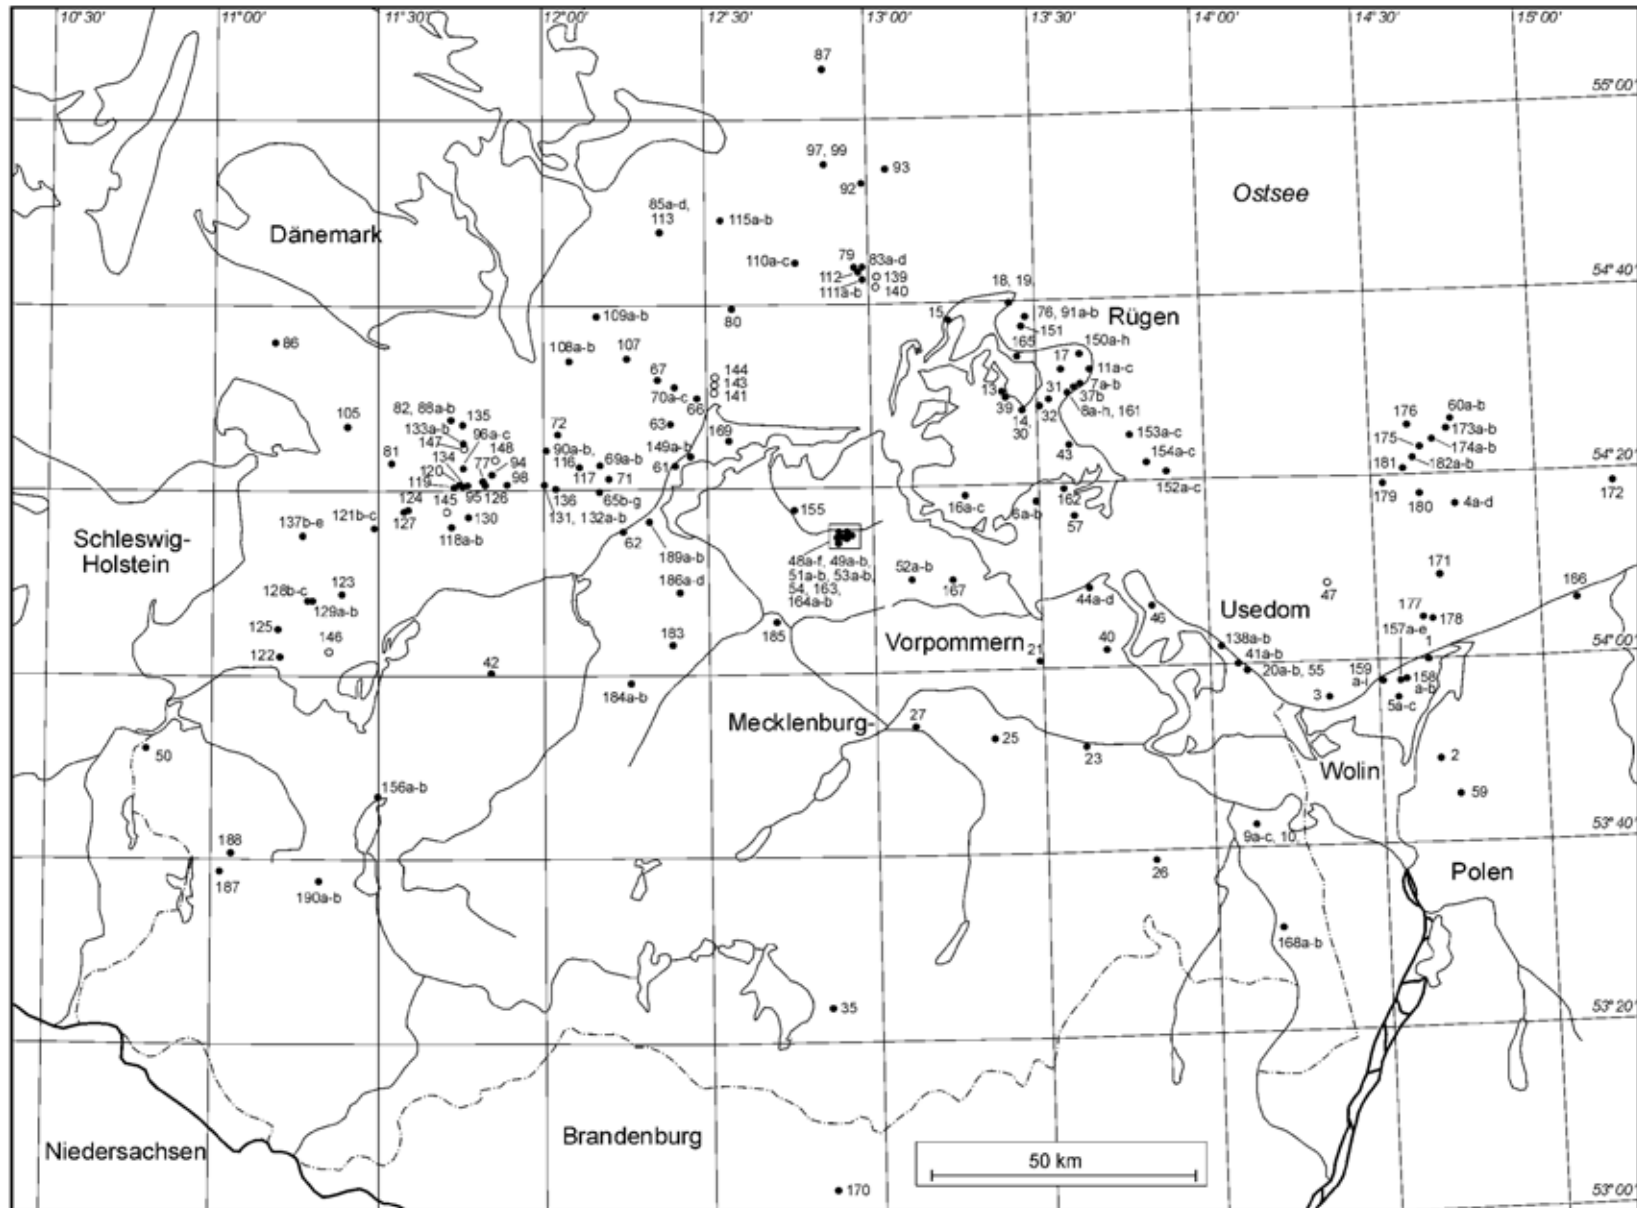 10°30' 11°00' 11°30' 12°00' 12°30' 13°00' 13°30' 14°00' 14°30' 15°00'
87
55°00'
97, 99
93
92
Ostsee
85a-d,
113
115a-b
Dänemark
110a-c
79
83a-d
112
139
111a-b
140
54°40'
18, 19,
15
76, 91a-b
151
Rügen
80
109a-b
86
165
150a-h
108a-b
107
17
11a-c
67
144
143
141
70a-c
66
13
31
7a-b
37b
39
8a-h, 161
32
14,
30
105
82, 88a-b
135
133a-b
96a-c
147
148
72
63
169
60a-b
176
173a-b
153a-c
175
174a-b
43
134
77
94
90a-b,
116
149a-b
81
120
69a-b
61
154a-c
181
182a-b
54°20'
119
98
117
71
152a-c
179
172
145
95
126
136
65b-g
155
16a-c
162
180
4a-d
124
127
130
131, 132a-b
6a-b
57
121b-c
137b-e
118a-b
62
189a-b
Schleswig-
Holstein
48a-f, 49a-b,
51a-b, 53a-b,
54, 163,
164a-b
52a-b
167
171
128b-c
123
186a-d
44a-d
47
166
129a-b
46
Usedom
177
178
125
185
157a-e
146
183
Vorpommern
21
40
138a-b
1
54°00'
122
41a-b
42
20a-b, 55
159
a-i
158
a-b
184a-b
3
5a-c
Mecklenburg-
27
25
23
50
2
Wolin
156a-b
59
9a-c, 10,
53°40'
188
187
190a-b
26
Polen
168a-b
35
53°20'
Brandenburg
Niedersachsen
50 km
170
53°00'